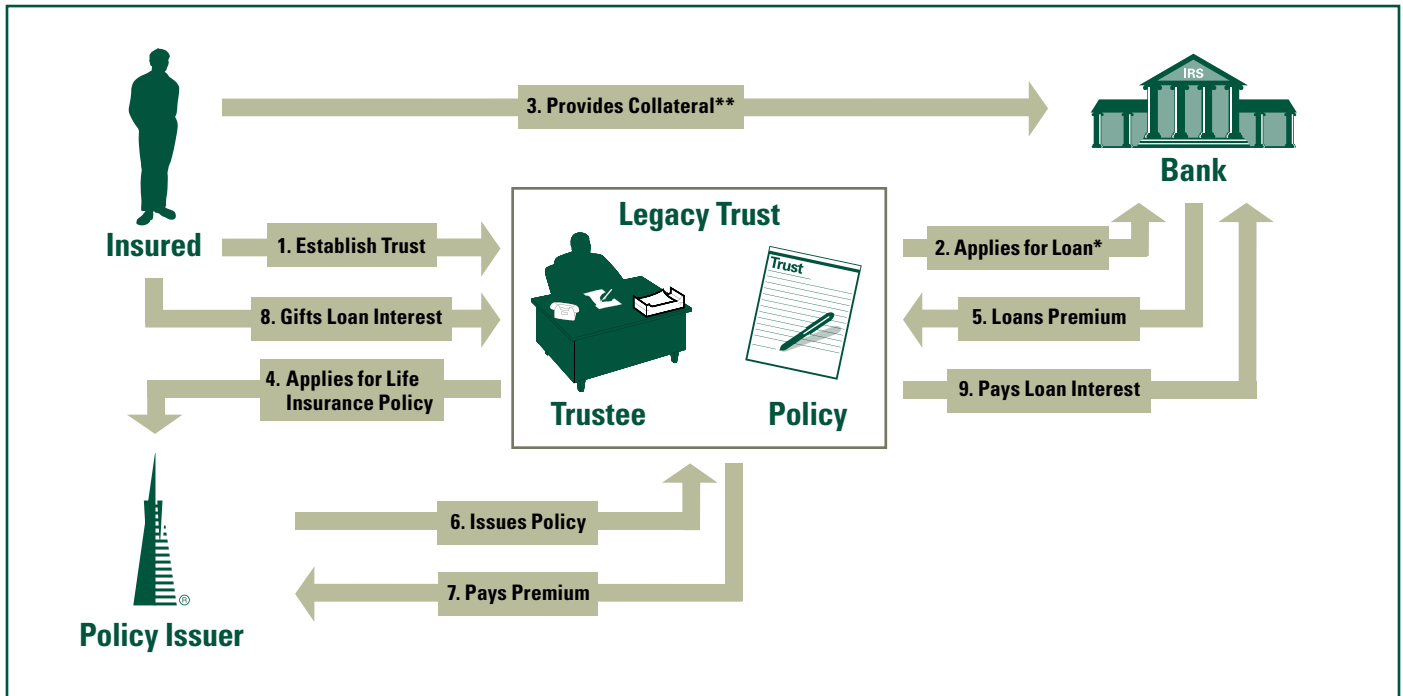 IRS
3. Provides Collateral**
Bank
Insured
Legacy Trust
1. Establish Trust
Trust
2. Applies for Loan*
8. Gifts Loan Interest
5. Loans Premium
4. Applies for Life
Insurance Policy
9. Pays Loan Interest
Trustee
Policy
6. Issues Policy
7. Pays Premium
®
Policy Issuer